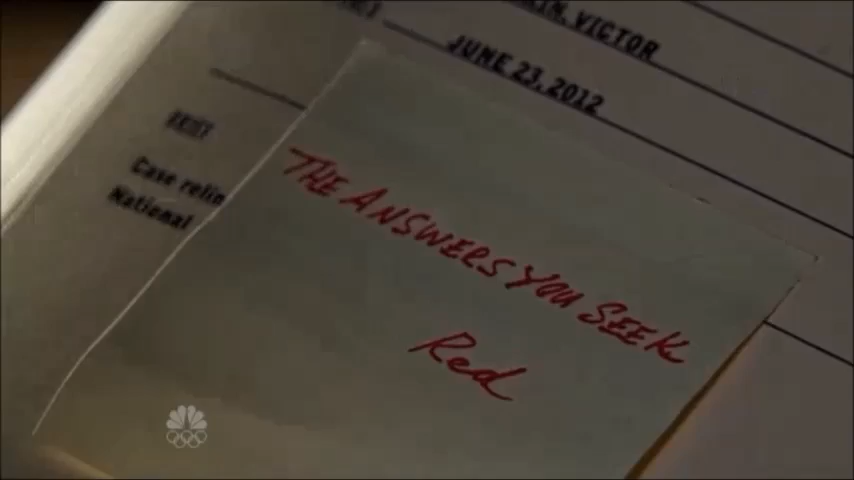 VICTOR
JUNE 23, 2012
Case relin
National
THE ANSWERS YOU SEEK
Red